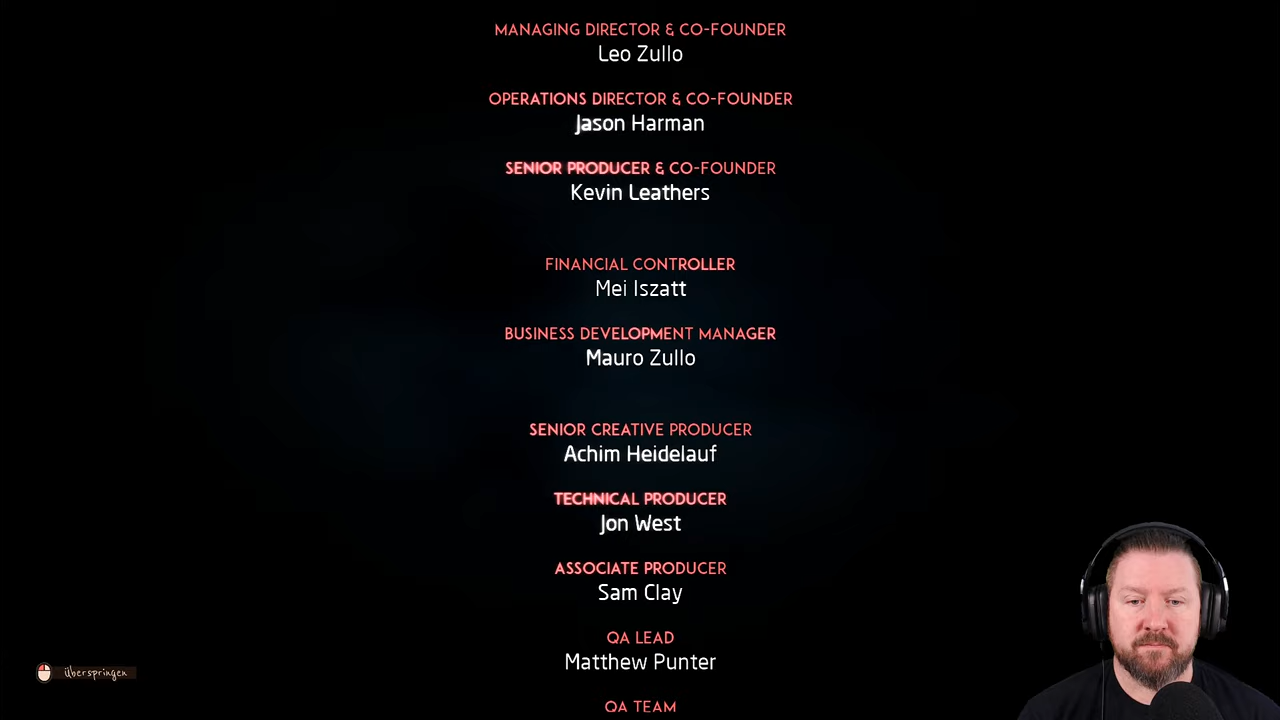 MANAGING DIRECTOR & CO-FOUNDER
Leo Zullo
OPERATIONS DIRECTOR & CO-FOUNDER
Jason Harman
SENIOR PRODUCER & CO-FOUNDER
Kevin Leathers
FINANCIAL CONTROLLER
Mei Iszatt
BUSINESS DEVELOPMENT MANAGER
Mauro Zullo
SENIOR CREATIVE PRODUCER
Achim Heidelauf
TECHNICAL PRODUCER
Jon West
ASSOCIATE PRODUCER
Sam Clay
QA LEAD
Matthew Punter
überspringen
QA TEAM